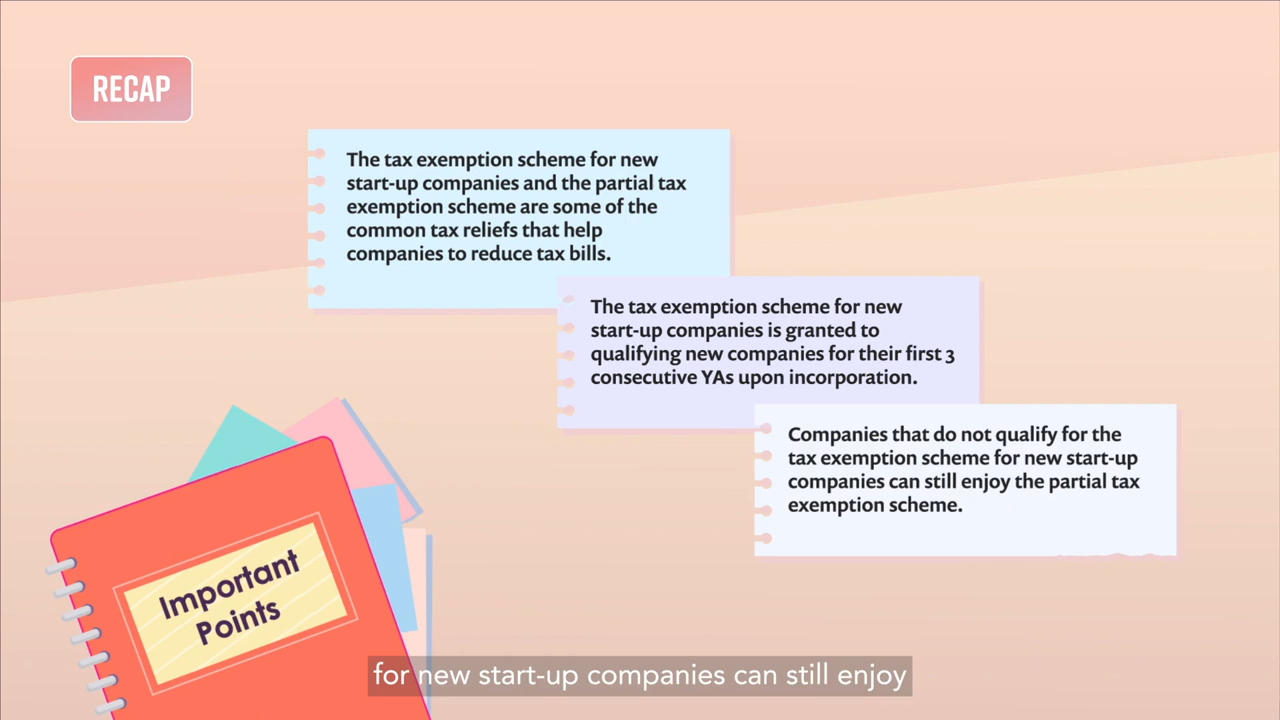 RECAP
The tax exemption scheme for new
start-up companies and the partial tax
exemption scheme are some of the
common tax reliefs that help
companies to reduce tax bills.
The tax exemption scheme for new
start-up companies is granted to
qualifying new companies for their first 3
consecutive YAs upon incorporation.
Companies that do not qualify for the
tax exemption scheme for new start-up
companies can still enjoy the partial tax
exemption scheme.
Important
Points
for new start-up companies can still enjoy